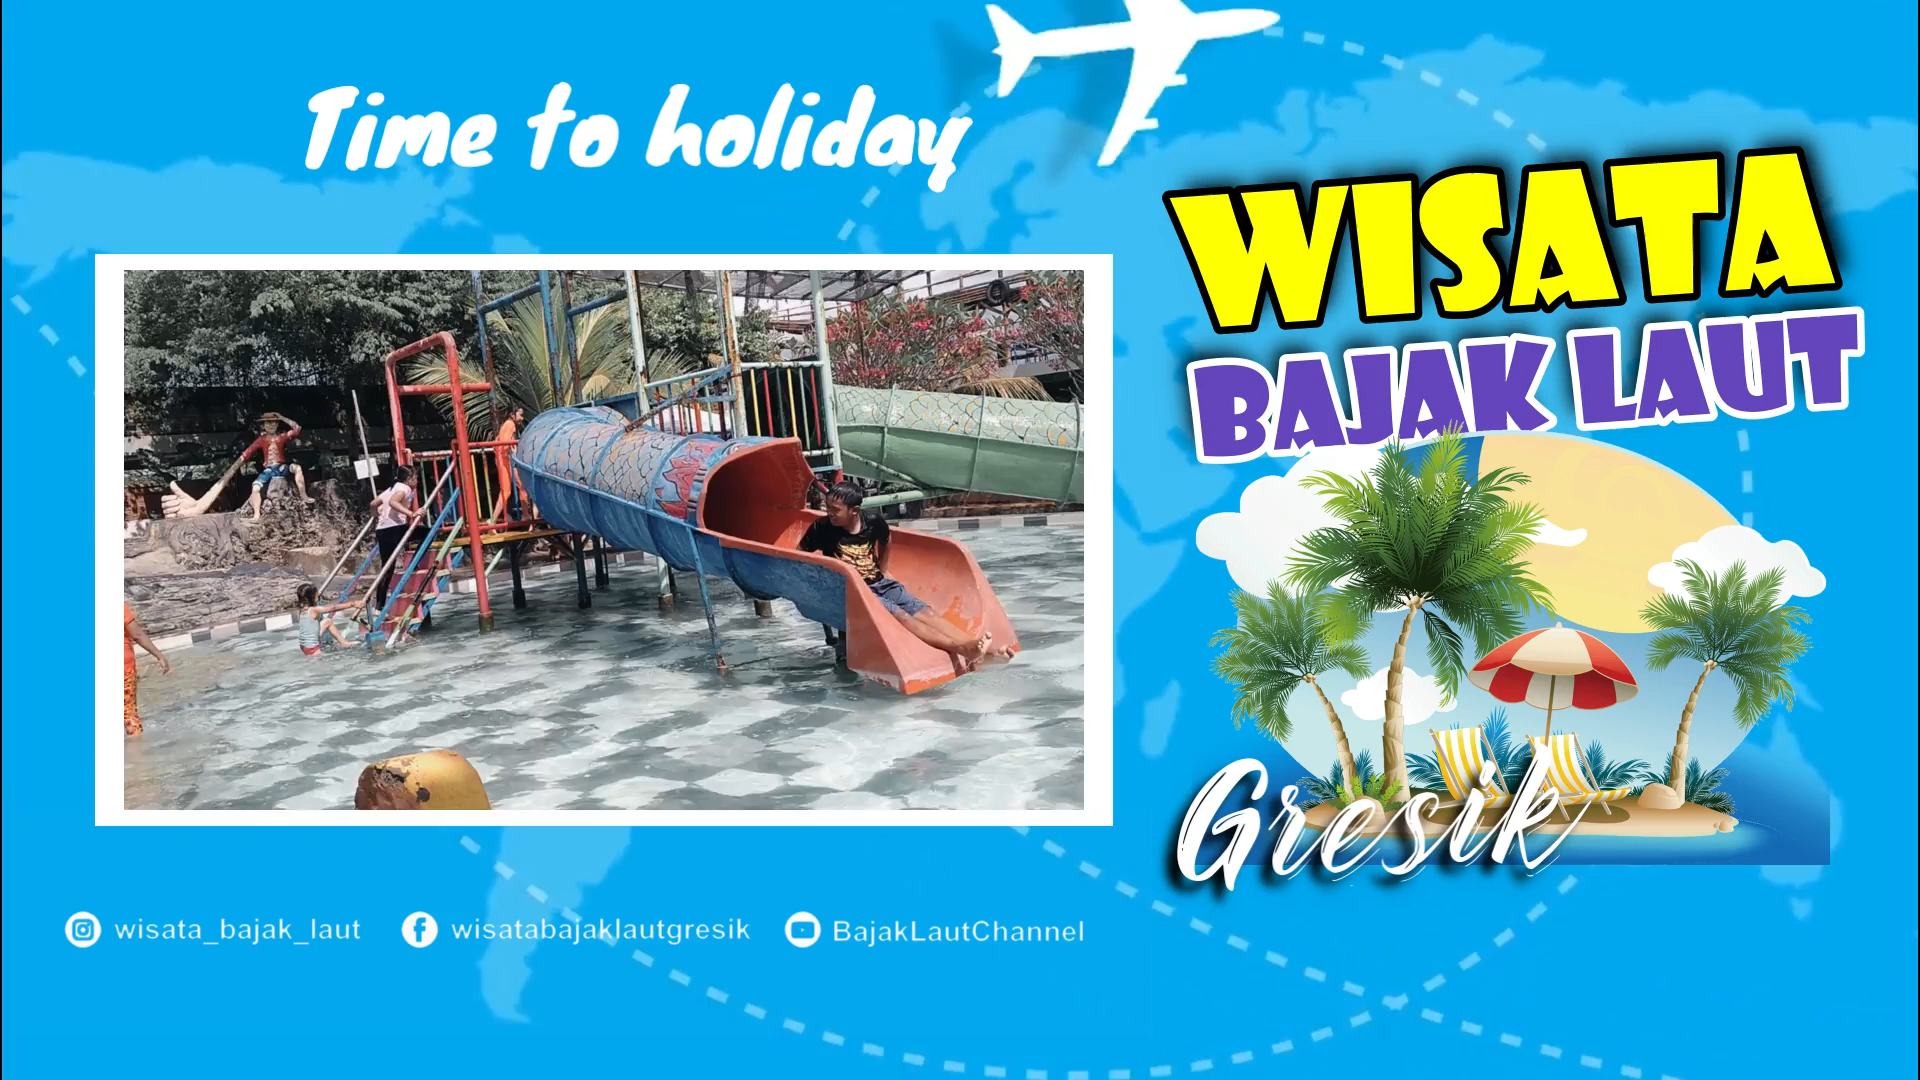 Time to holiday
WISATA
BAJAK LAUT
Gresik
wisata_bajak_laut
wisatabajaklautgresik
BajakLautChannel